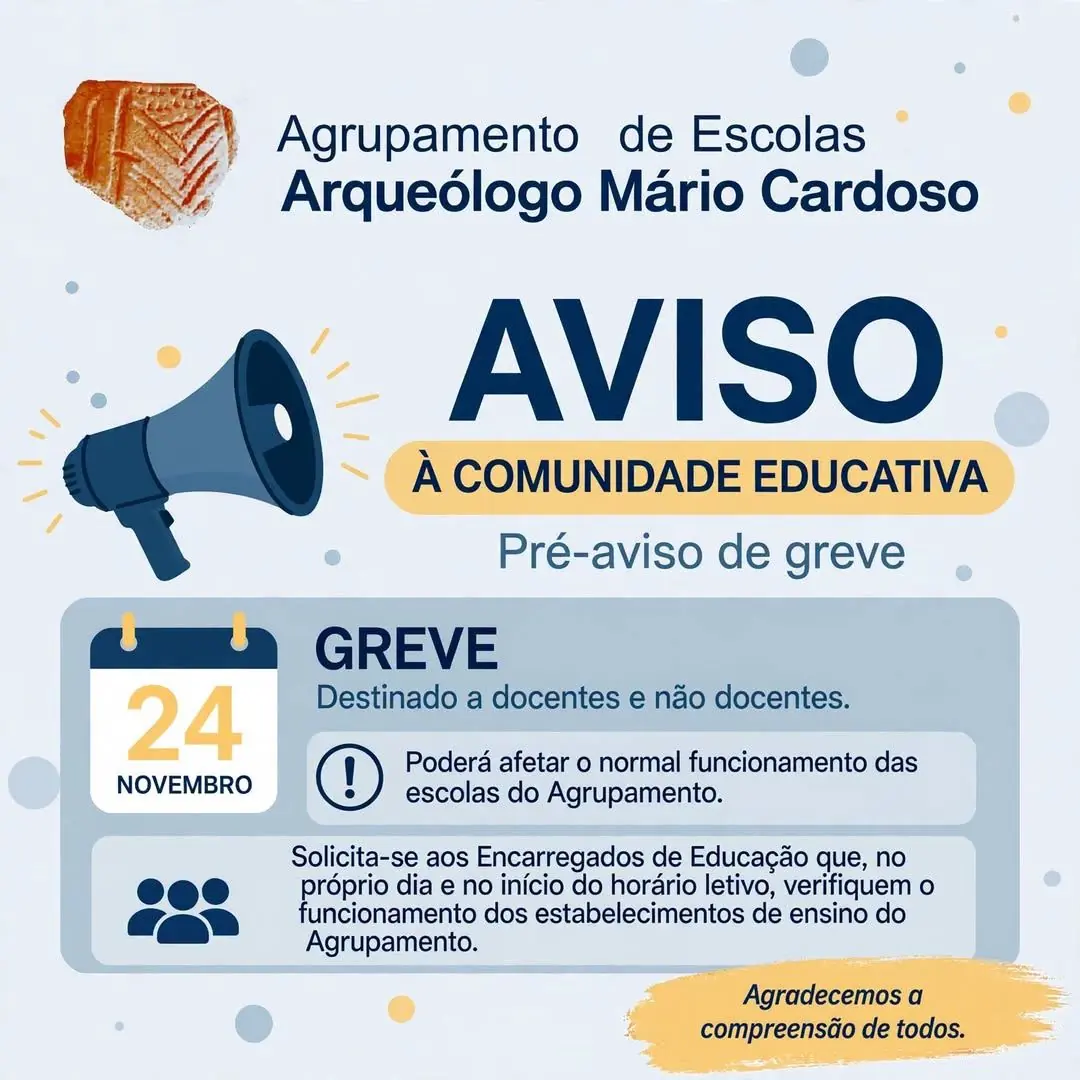 Agrupamento de Escolas
Arqueólogo Mário Cardoso
AVISO
À COMUNIDADE EDUCATIVA
Pré-aviso de greve
24
NOVEMBRO
GREVE
Destinado a docentes e não docentes.
Poderá afetar o normal funcionamento das
escolas do Agrupamento.
Solicita-se aos Encarregados de Educação que, no
próprio dia e no início do horário letivo, verifiquem o
funcionamento dos estabelecimentos de ensino do
Agrupamento.
Agradecemos a
compreensão de todos.